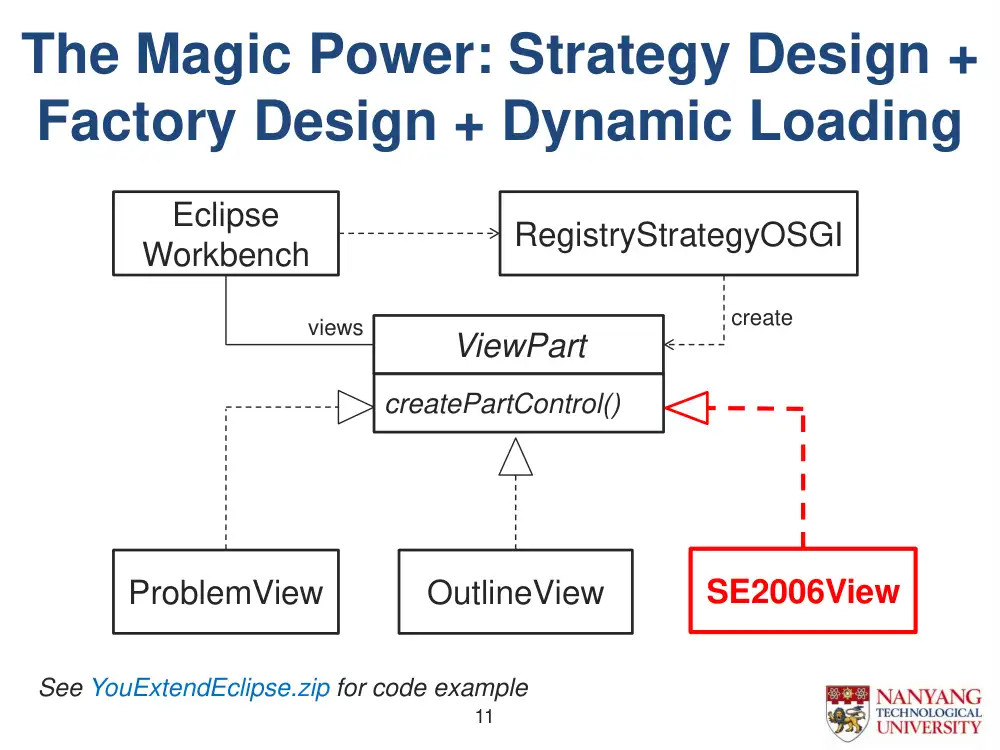 The Magic Power: Strategy Design +
Factory Design + Dynamic Loading
Eclipse
Workbench
RegistryStrategyOSGI
create
views
ViewPart
createPartControl()
ProblemView
OutlineView
SE2006View
See YouExtendEclipse.zip for code example
11
NANYANG
TECHNOLOGICAL
UNIVERSITY